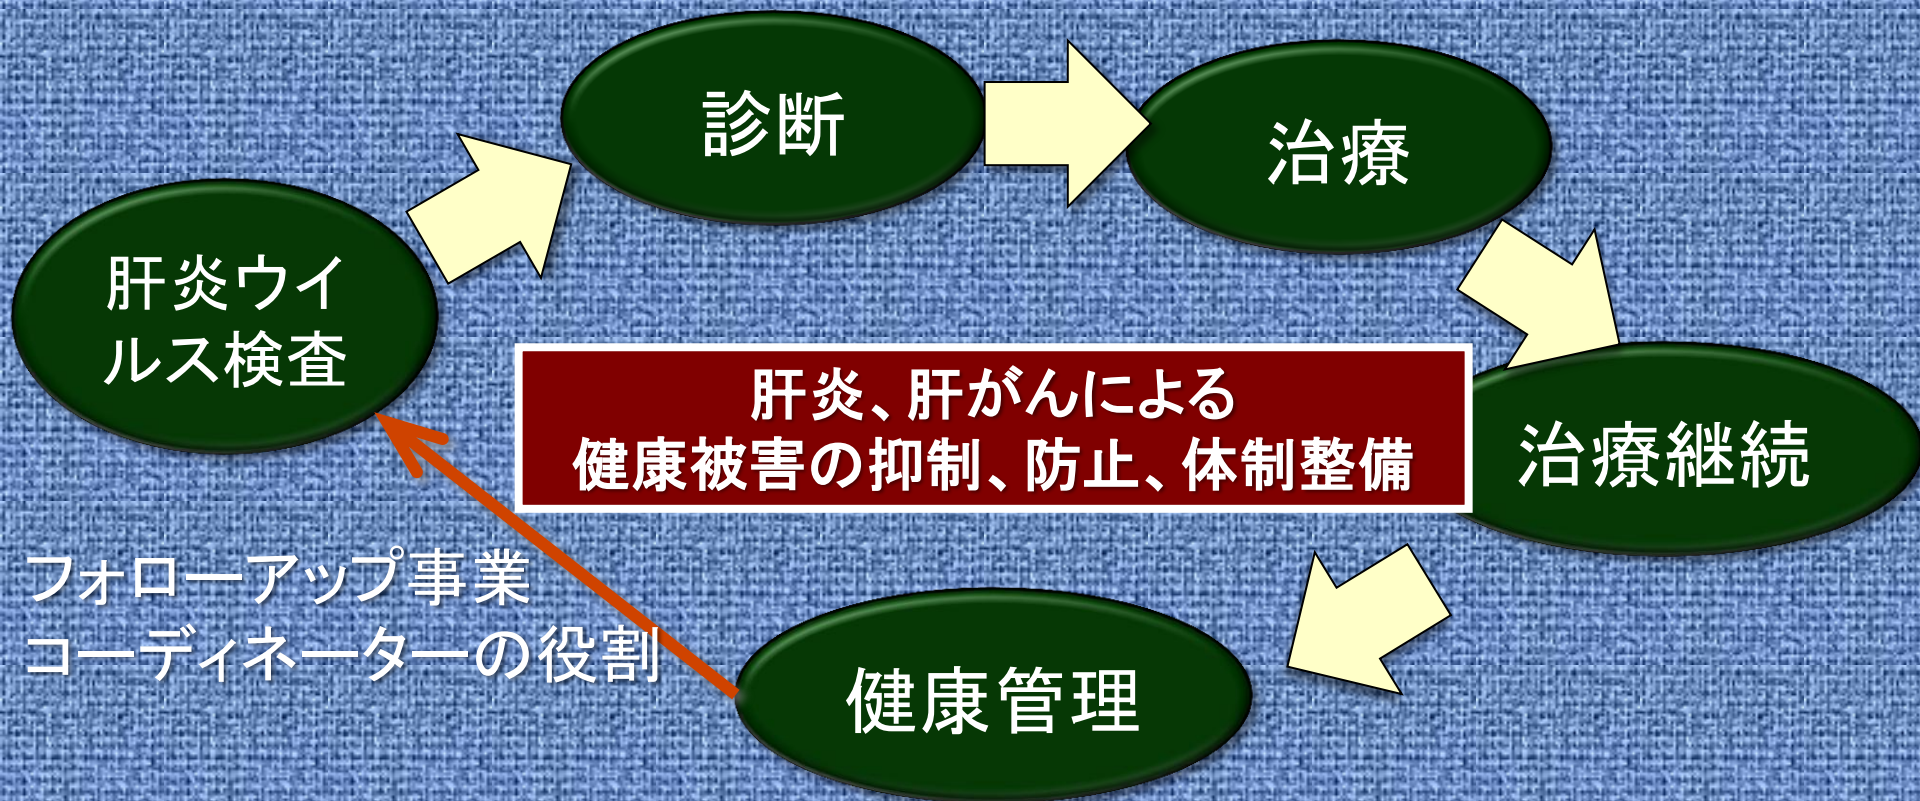 診断
治療
肝炎ウイ
ルス検査
肝炎、肝がんによる
健康被害の抑制、防止、体制整備
治療継続
フォローアップ事業
コーディネーターの役割
健康管理